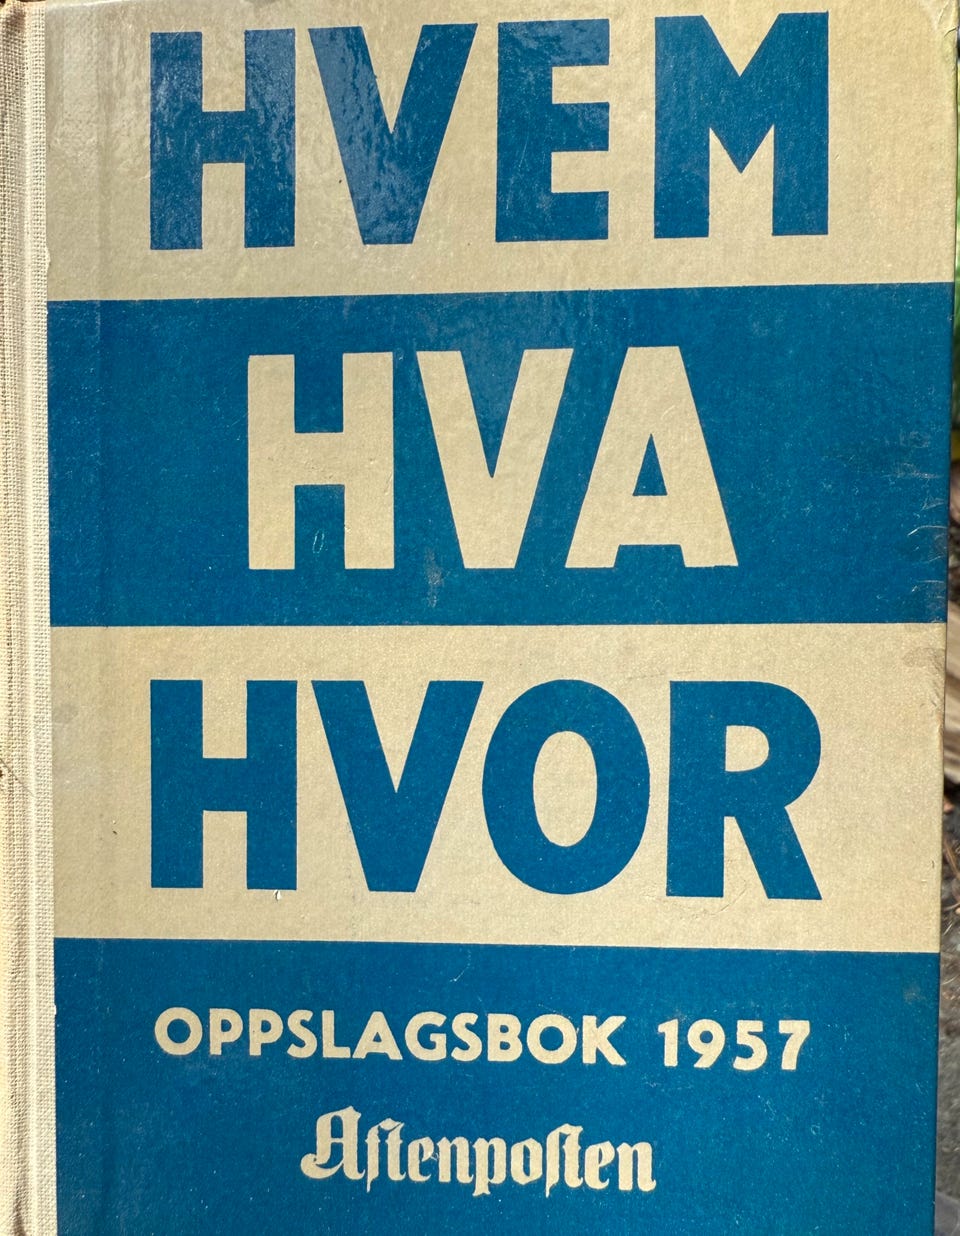 HVEM
HVA
HVOR
OPPSLAGSBOK 1957
Aftenposten